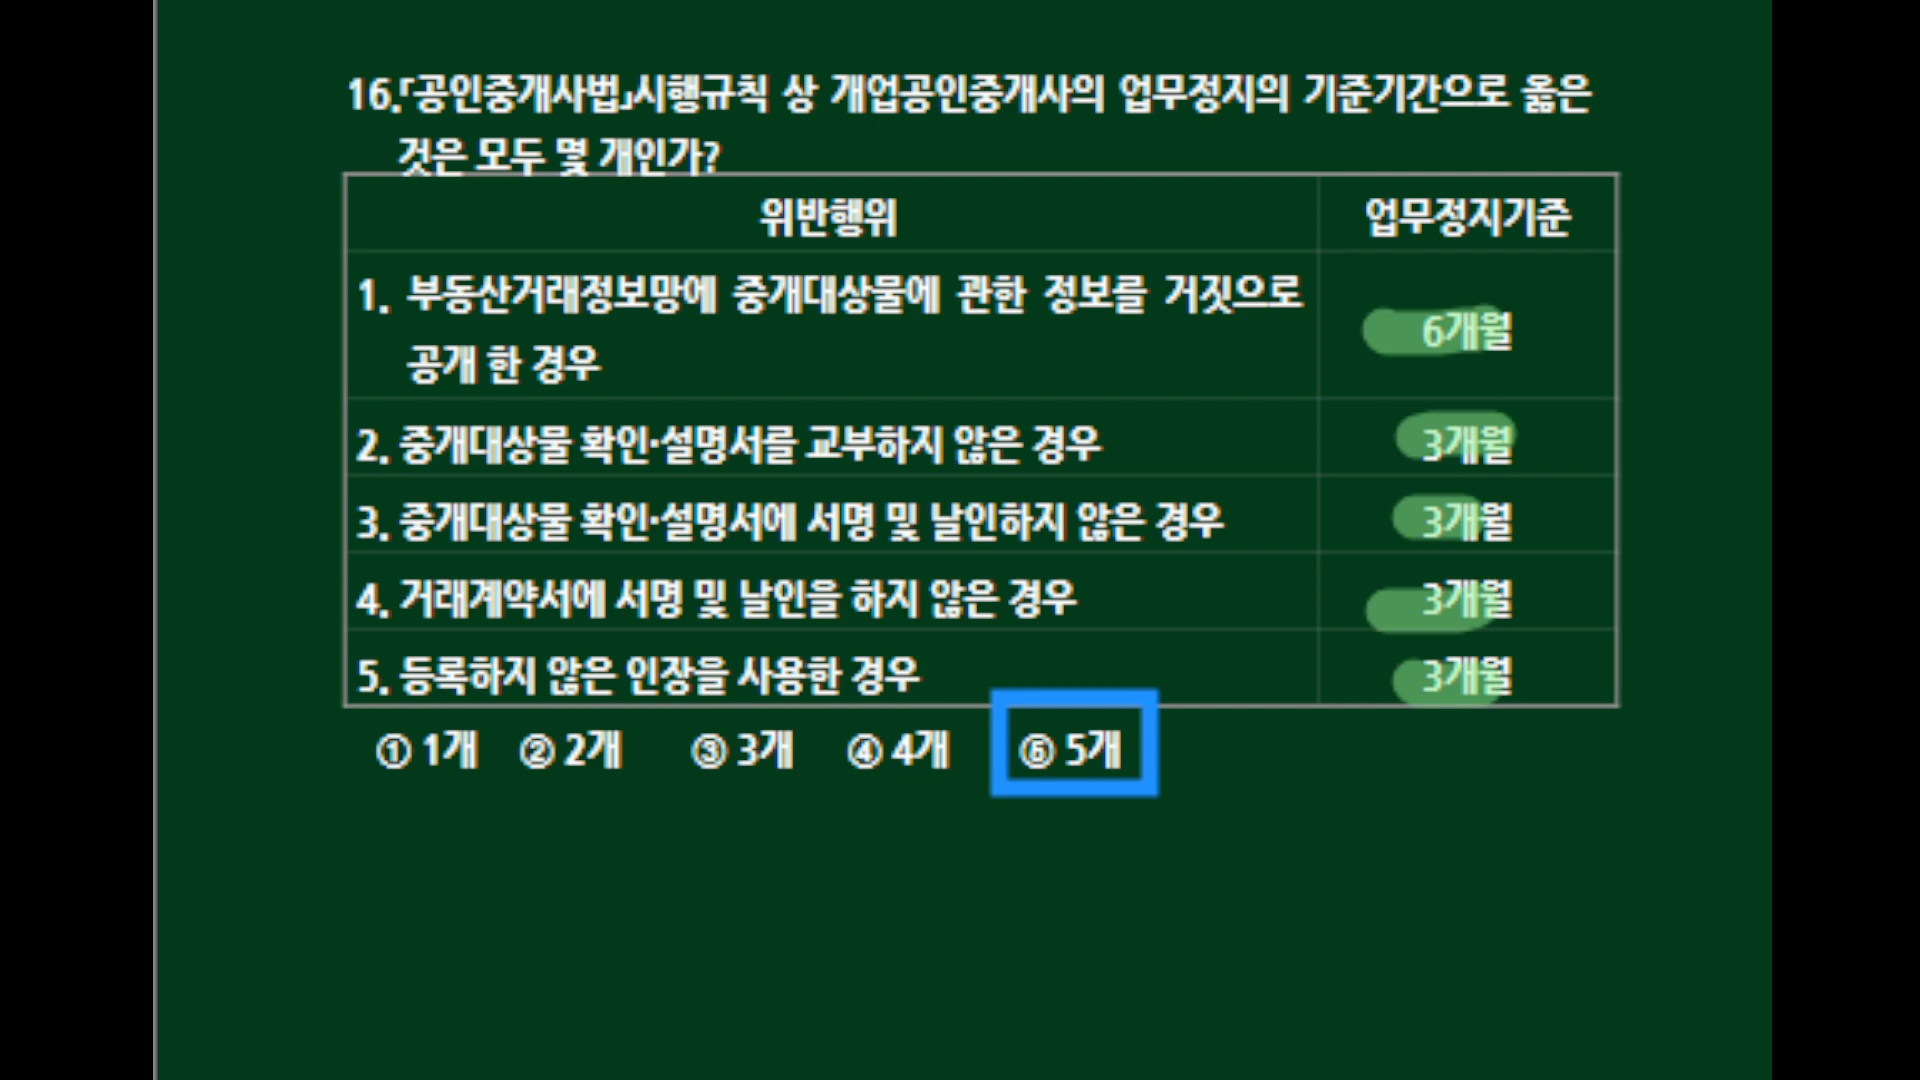 16.「공인중개사법」시행규칙 상 개업공인중개사의 업무정지의 기준기간으로 옳은
것은 모두 몇 개인가?
위반행위 업무정지기준
1. 부동산거래정보망에 중개대상물에 관한 정보를 거짓으로
공개 한 경우
6개월
2. 중개대상물 확인·설명서를 교부하지 않은 경우 3개월
3. 중개대상물 확인·설명서에 서명 및 날인하지 않은 경우 3개월
4. 거래계약서에 서명 및 날인을 하지 않은 경우 3개월
5. 등록하지 않은 인장을 사용한 경우 3개월
① 1개 ② 2개 ③ 3개 ④ 4개 ⑤ 5개